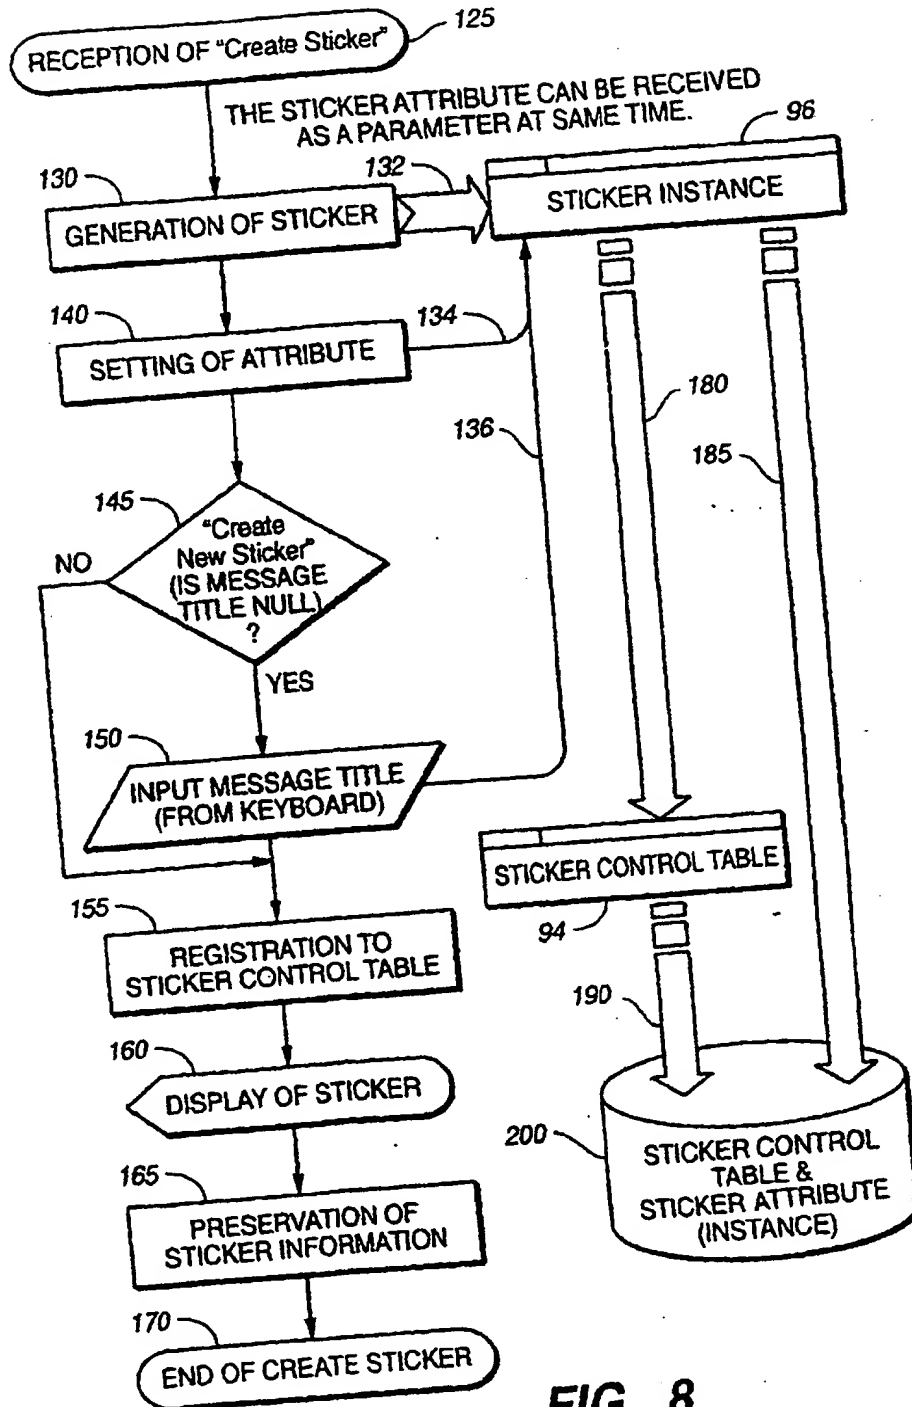 125
RECEPTION OF "Create Sticker"
THE STICKER ATTRIBUTE CAN BE RECEIVED
AS A PARAMETER AT SAME TIME.
96
130
132
GENERATION OF STICKER
STICKER INSTANCE
140
134
SETTING OF ATTRIBUTE
180
136
185
145
"Create
New Sticker"
(IS MESSAGE
TITLE NULL)
?
NO
YES
150
INPUT MESSAGE TITLE
(FROM KEYBOARD)
STICKER CONTROL TABLE
94
155
REGISTRATION TO
STICKER CONTROL TABLE
190
160
DISPLAY OF STICKER
200
STICKER CONTROL
TABLE &
STICKER ATTRIBUTE
(INSTANCE)
165
PRESERVATION OF
STICKER INFORMATION
170
END OF CREATE STICKER
FIG. 8